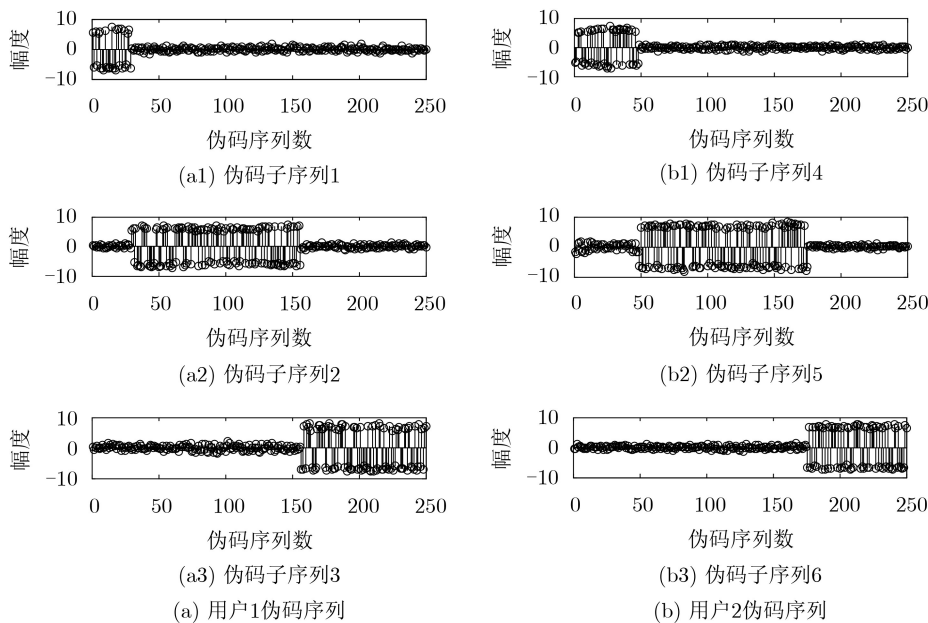 幅度
10
0
−10
0 50 100 150 200 250
伪码序列数
(a1) 伪码子序列1
幅度
10
0
−10
0 50 100 150 200 250
伪码序列数
(b1) 伪码子序列4
幅度
10
0
−10
0 50 100 150 200 250
伪码序列数
(a2) 伪码子序列2
幅度
10
0
−10
0 50 100 150 200 250
伪码序列数
(b2) 伪码子序列5
幅度
10
0
−10
0 50 100 150 200 250
伪码序列数
(a3) 伪码子序列3
(a) 用户1伪码序列
幅度
10
0
−10
0 50 100 150 200 250
伪码序列数
(b3) 伪码子序列6
(b) 用户2伪码序列